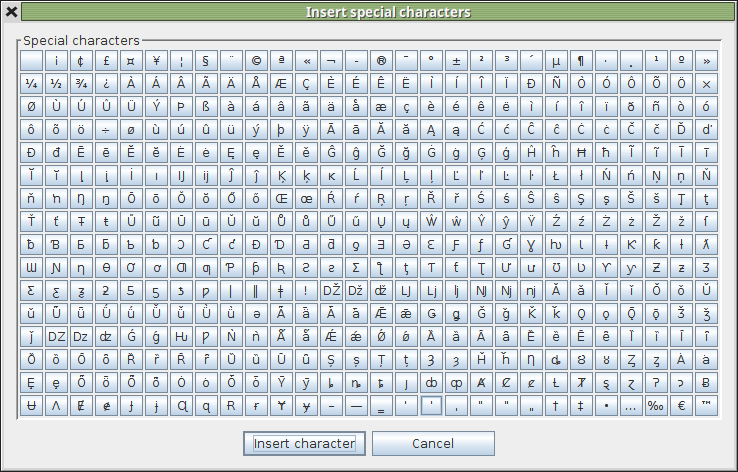 Insert special characters
Special characters
¡ ¢ £ ¤ ¥ ¦ § ¨ © ª « ¬ - ® ¯ ° ± ² ³ ´ µ ¶ · ¸ ¹ º »
¼ ½ ¾ ¿ À Á Â Ã Ä Å Æ Ç È É Ê Ë Ì Í Î Ï Ð Ñ Ò Ó Ô Õ Ö ×
Ø Ù Ú Û Ü Ý Þ ß à á â ã ä å æ ç è é ê ë ì í î ï ð ñ ò ó
ô õ ö ÷ ø ù ú û ü ý þ ÿ Ā ā Ă ă Ą ą Ć ć Ĉ ĉ Ċ ċ Č č Ď ď
Đ đ Ē ē Ĕ ĕ Ė ė Ę ę Ě ě Ĝ ĝ Ğ ğ Ġ ġ Ģ ģ Ĥ ĥ Ħ ħ Ĩ ĩ Ī ī
Ĭ ĭ Į į İ ı Ĳ ĳ Ĵ ĵ Ķ ķ ĸ Ĺ ĺ Ļ ļ Ľ ľ Ŀ ŀ Ł ł Ń ń Ņ ņ Ň
ň ŉ Ŋ ŋ Ō ō Ŏ ŏ Ő ő Œ œ Ŕ ŕ Ŗ ŗ Ř ř Ś ś Ŝ ŝ Ş ş Š š Ţ ţ
Ť ť Ŧ ŧ Ũ ũ Ū ū Ŭ ŭ Ů ů Ű ű Ų ų Ŵ ŵ Ŷ ŷ Ÿ Ź ź Ż ż Ž ž ſ
ƀ Ɓ Ƃ ƃ Ƅ ƅ Ɔ Ƈ ƈ Ɖ Ɗ Ƌ ƌ ƍ Ǝ Ə Ɛ Ƒ ƒ Ɠ Ɣ ƕ Ɩ Ɨ Ƙ ƙ ƚ ƛ
Ɯ Ɲ ƞ Ɵ Ơ ơ Ƣ ƣ Ƥ ƥ Ʀ Ƨ ƨ Ʃ ƪ ƫ Ƭ ƭ Ʈ Ư ư Ʊ Ʋ Ƴ ƴ Ƶ ƶ Ʒ
Ƹ ƹ ƺ ƻ Ƽ ƽ ƾ ƿ ǀ ǁ ǂ ǃ Ǆ ǅ ǆ Ǉ ǈ ǉ Ǌ ǋ ǌ Ǎ ǎ Ǐ ǐ Ǒ ǒ Ǔ
ǔ Ǖ ǖ Ǘ ǘ Ǚ ǚ Ǜ ǜ ǝ Ǟ ǟ Ǡ ǡ Ǣ ǣ Ǥ ǥ Ǧ ǧ Ǩ ǩ Ǫ ǫ Ǭ ǭ Ǯ ǯ
ǰ Ǳ ǲ ǳ Ǵ ǵ Ƕ Ƿ Ǹ ǹ Ǻ ǻ Ǽ ǽ Ǿ ǿ Ȁ ȁ Ȃ ȃ Ȅ ȅ Ȇ ȇ Ȉ ȉ Ȋ ȋ
Ȍ ȍ Ȏ ȏ Ȑ ȑ Ȓ ȓ Ȕ ȕ Ȗ ȗ Ș ș Ț ț Ȝ ȝ Ȟ ȟ Ƞ ȡ Ȣ ȣ Ȥ ȥ Ȧ ȧ
Ȩ ȩ Ȫ ȫ Ȭ ȭ Ȯ ȯ Ȱ ȱ Ȳ ȳ ȴ ȵ ȶ ȷ ȸ ȹ Ⱥ Ȼ ȼ Ƚ Ⱦ ȿ ɀ Ɂ ɂ Ƀ
Ʉ Ʌ Ɇ ɇ Ɉ ɉ Ɋ ɋ Ɍ ɍ Ɏ ɏ – — ‗ ‘ ’ ‚ “ ” „ † ‡ • … ‰ € ™
Insert character Cancel